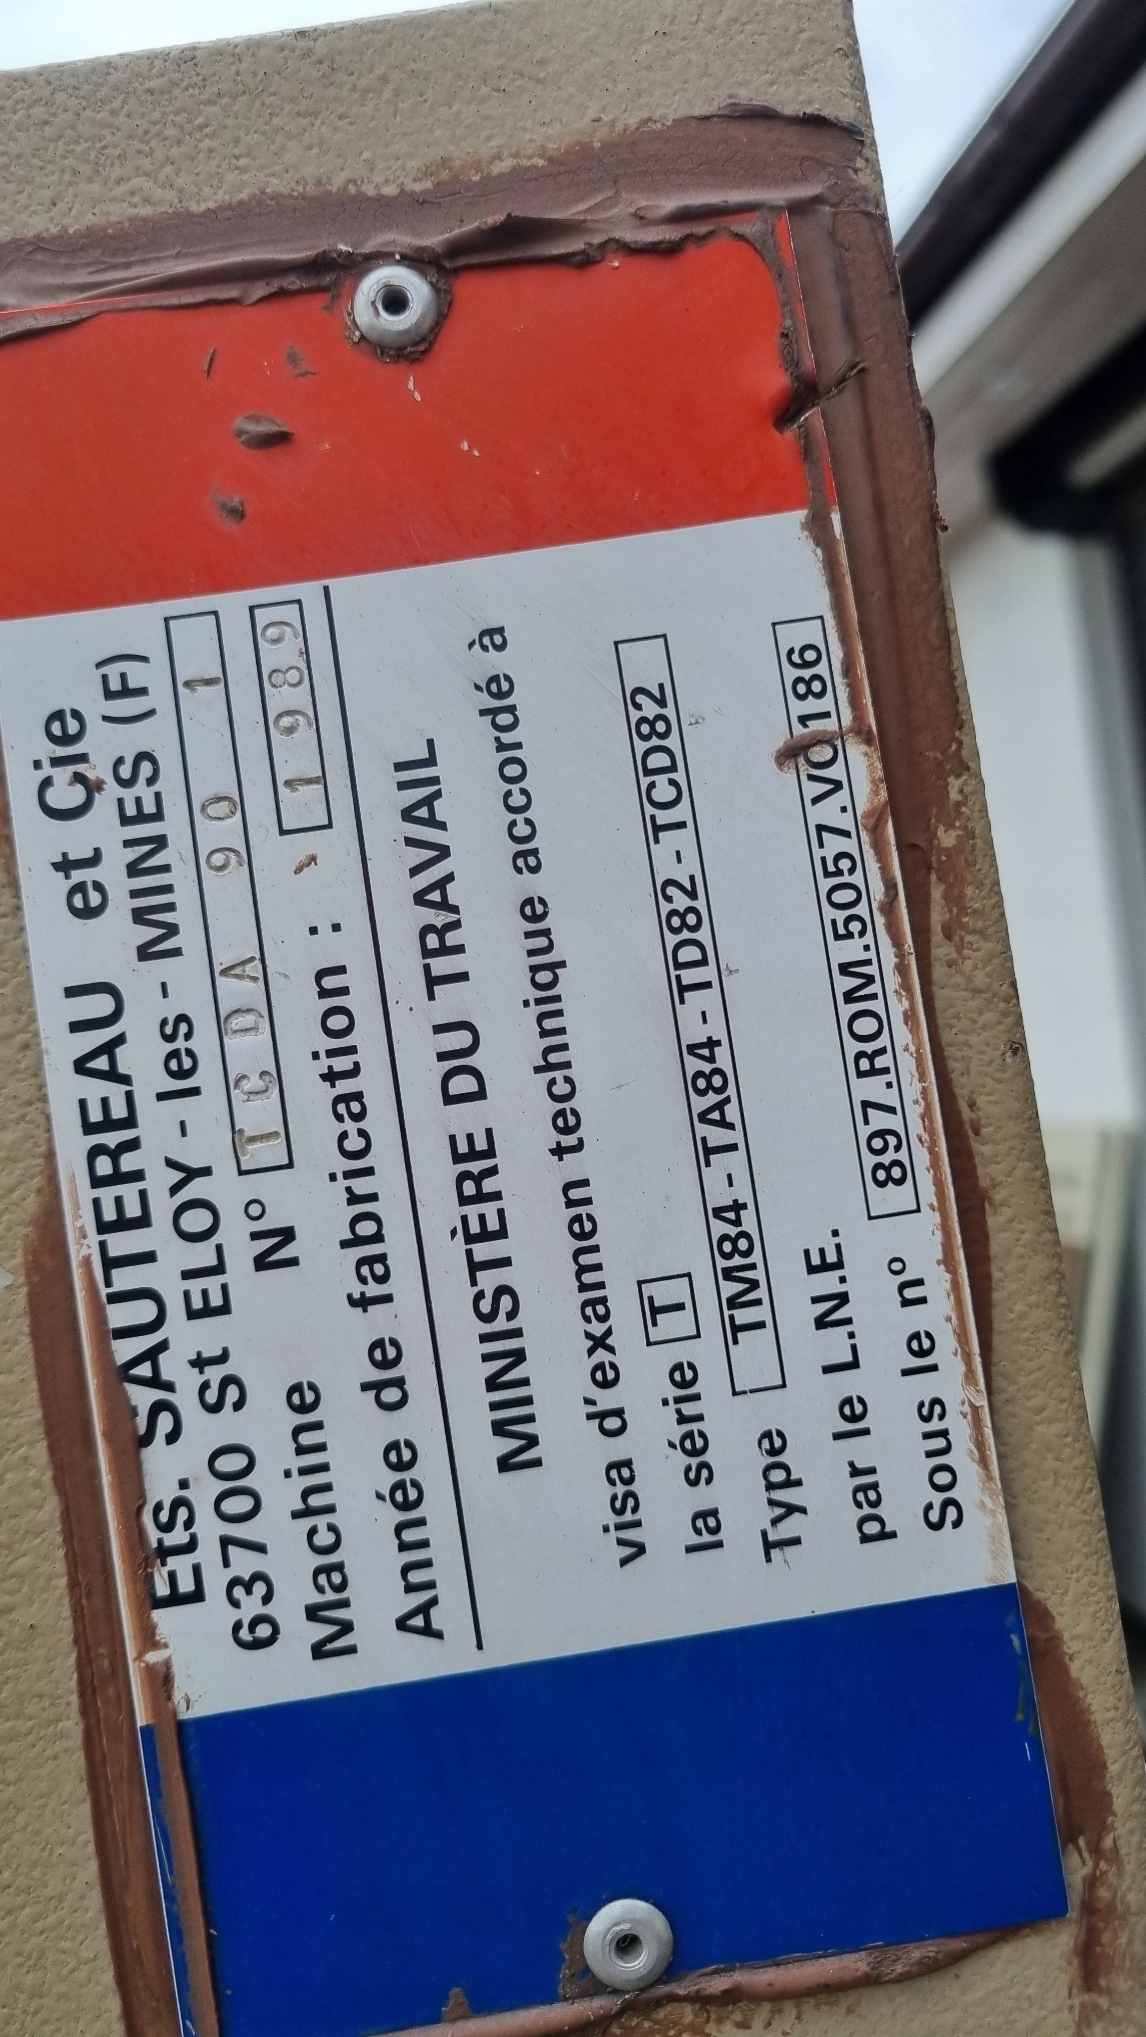 Ets. SAUTEREAU et Cie
63700 St ELOY - les - MINES (F)
Machine N° TCDA 90 1
Année de fabrication : 1989
MINISTÈRE DU TRAVAIL
visa d'examen technique accordé à
la série T
Type TM84 - TA84 - TD82 - TCD82
par le L.N.E.
Sous le n° 897.ROM.5057.VO186